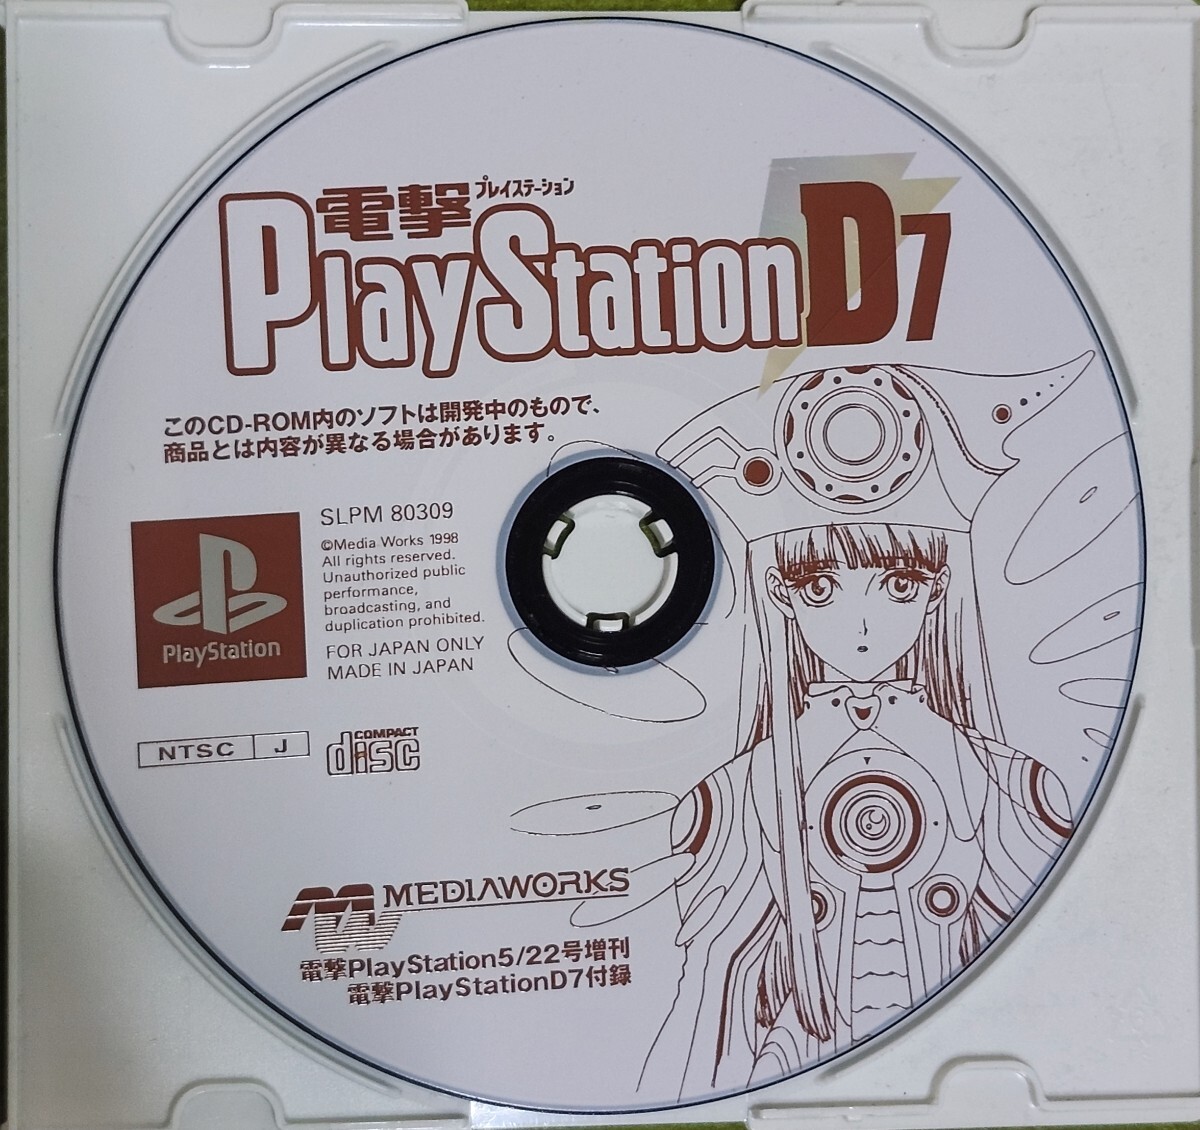 電撃プレイステーション
PlayStation D7
このCD-ROM内のソフトは開発中のもので、
商品とは内容が異なる場合があります。
SLPM 80309
©Media Works 1998
All rights reserved.
Unauthorized public
performance,
broadcasting, and
duplication prohibited.
FOR JAPAN ONLY
MADE IN JAPAN
PlayStation
NTSC J
COMPACT
disc
MW MEDIAWORKS
電撃PlayStation5/22号増刊
電撃PlayStationD7付録